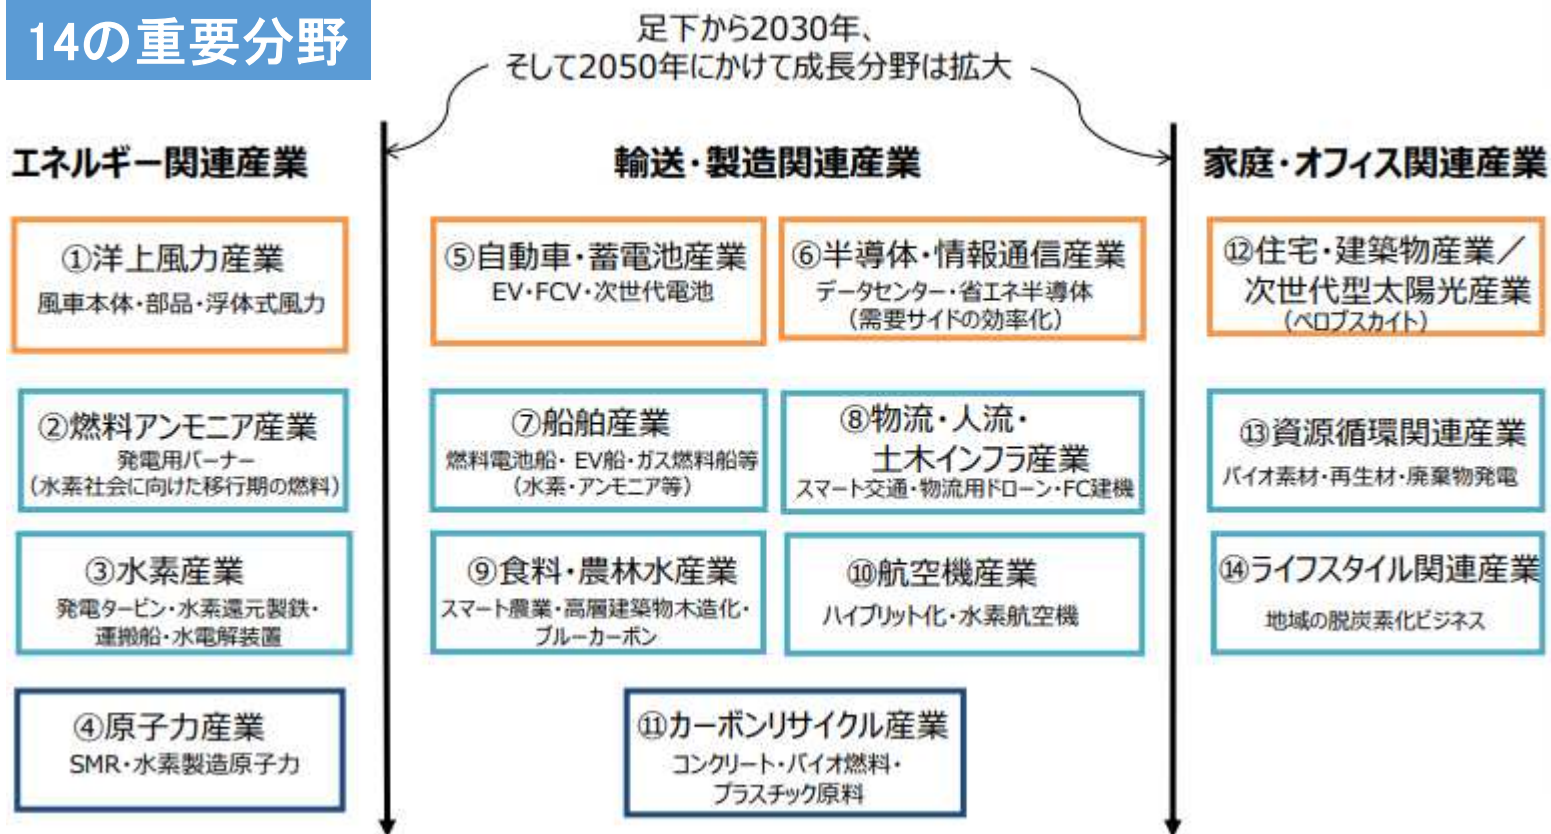 14の重要分野
足下から2030年、
そして2050年にかけて成長分野は拡大
エネルギー関連産業
①洋上風力産業
風車本体・部品・浮体式風力
②燃料アンモニア産業
発電用バーナー
（水素社会に向けた移行期の燃料）
③水素産業
発電タービン・水素還元製鉄・
運搬船・水電解装置
④原子力産業
SMR・水素製造原子力
輸送・製造関連産業
⑤自動車・蓄電池産業
EV・FCV・次世代電池
⑥半導体・情報通信産業
データセンター・省エネ半導体
（需要サイドの効率化）
⑦船舶産業
燃料電池船・EV船・ガス燃料船等
（水素・アンモニア等）
⑧物流・人流・
土木インフラ産業
スマート交通・物流用ドローン・FC建機
⑨食料・農林水産業
スマート農業・高層建築物木造化・
ブルーカーボン
⑩航空機産業
ハイブリット化・水素航空機
⑪カーボンリサイクル産業
コンクリート・バイオ燃料・
プラスチック原料
家庭・オフィス関連産業
⑫住宅・建築物産業／
次世代型太陽光産業
（ペロブスカイト）
⑬資源循環関連産業
バイオ素材・再生材・廃棄物発電
⑭ライフスタイル関連産業
地域の脱炭素化ビジネス